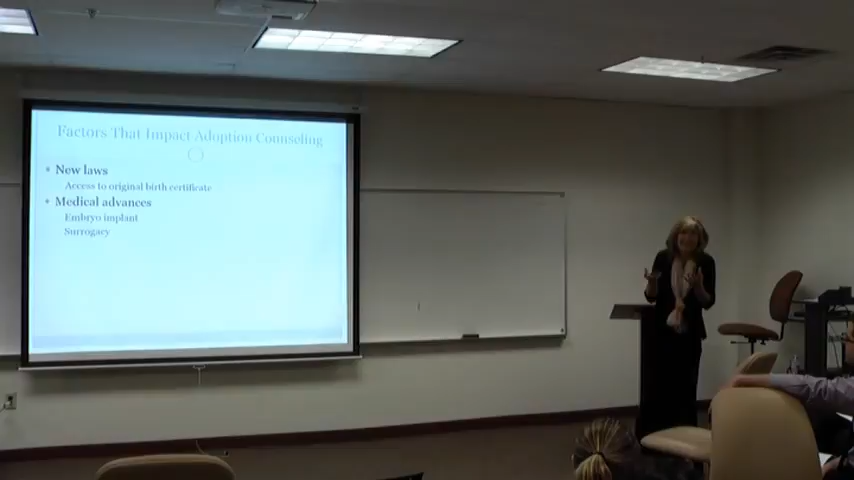 Factors That Impact Adoption Counseling
New laws
Access to original birth certificate
Medical advances
Embryo implant
Surrogacy